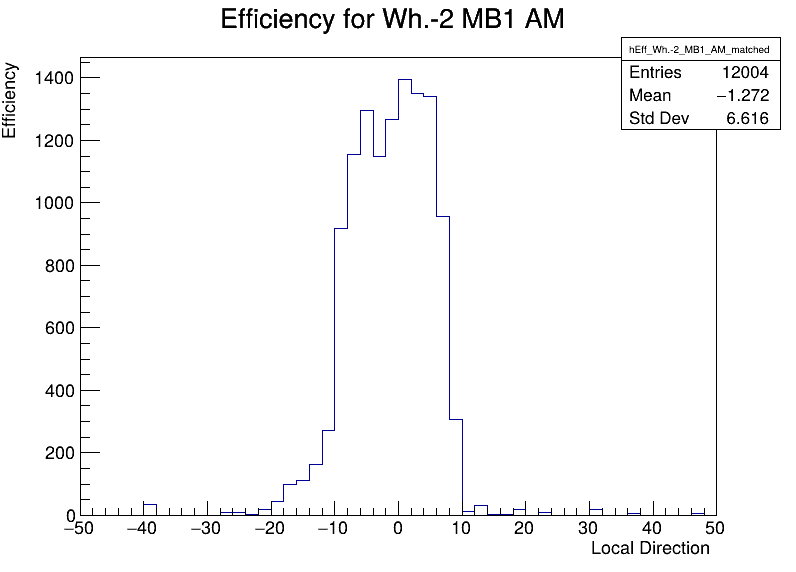 Efficiency for Wh.-2 MB1 AM
hEff_Wh.-2_MB1_AM_matched
Entries 12004
Mean −1.272
Std Dev 6.616
Efficiency
1400
1200
1000
800
600
400
200
0
−50 −40 −30 −20 −10 0 10 20 30 40 50
Local Direction